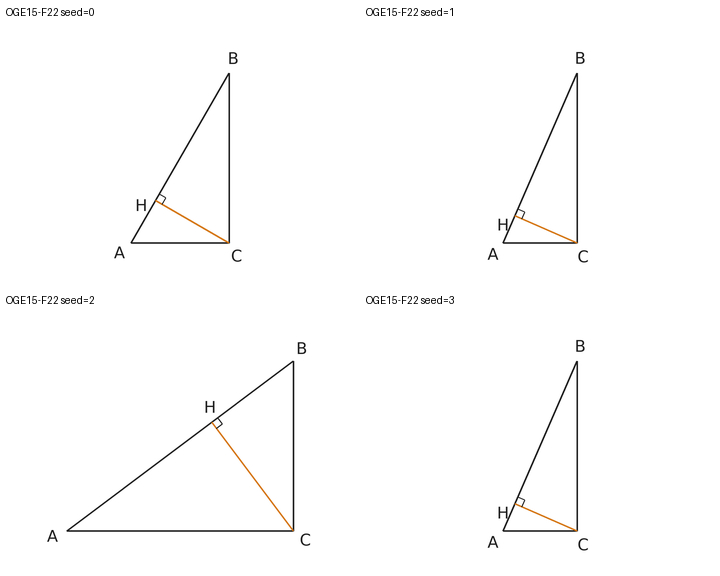 OGE15-F22 seed=0
B
H
A
C
OGE15-F22 seed=1
B
H
A
C
OGE15-F22 seed=2
B
H
A
C
OGE15-F22 seed=3
B
H
A
C